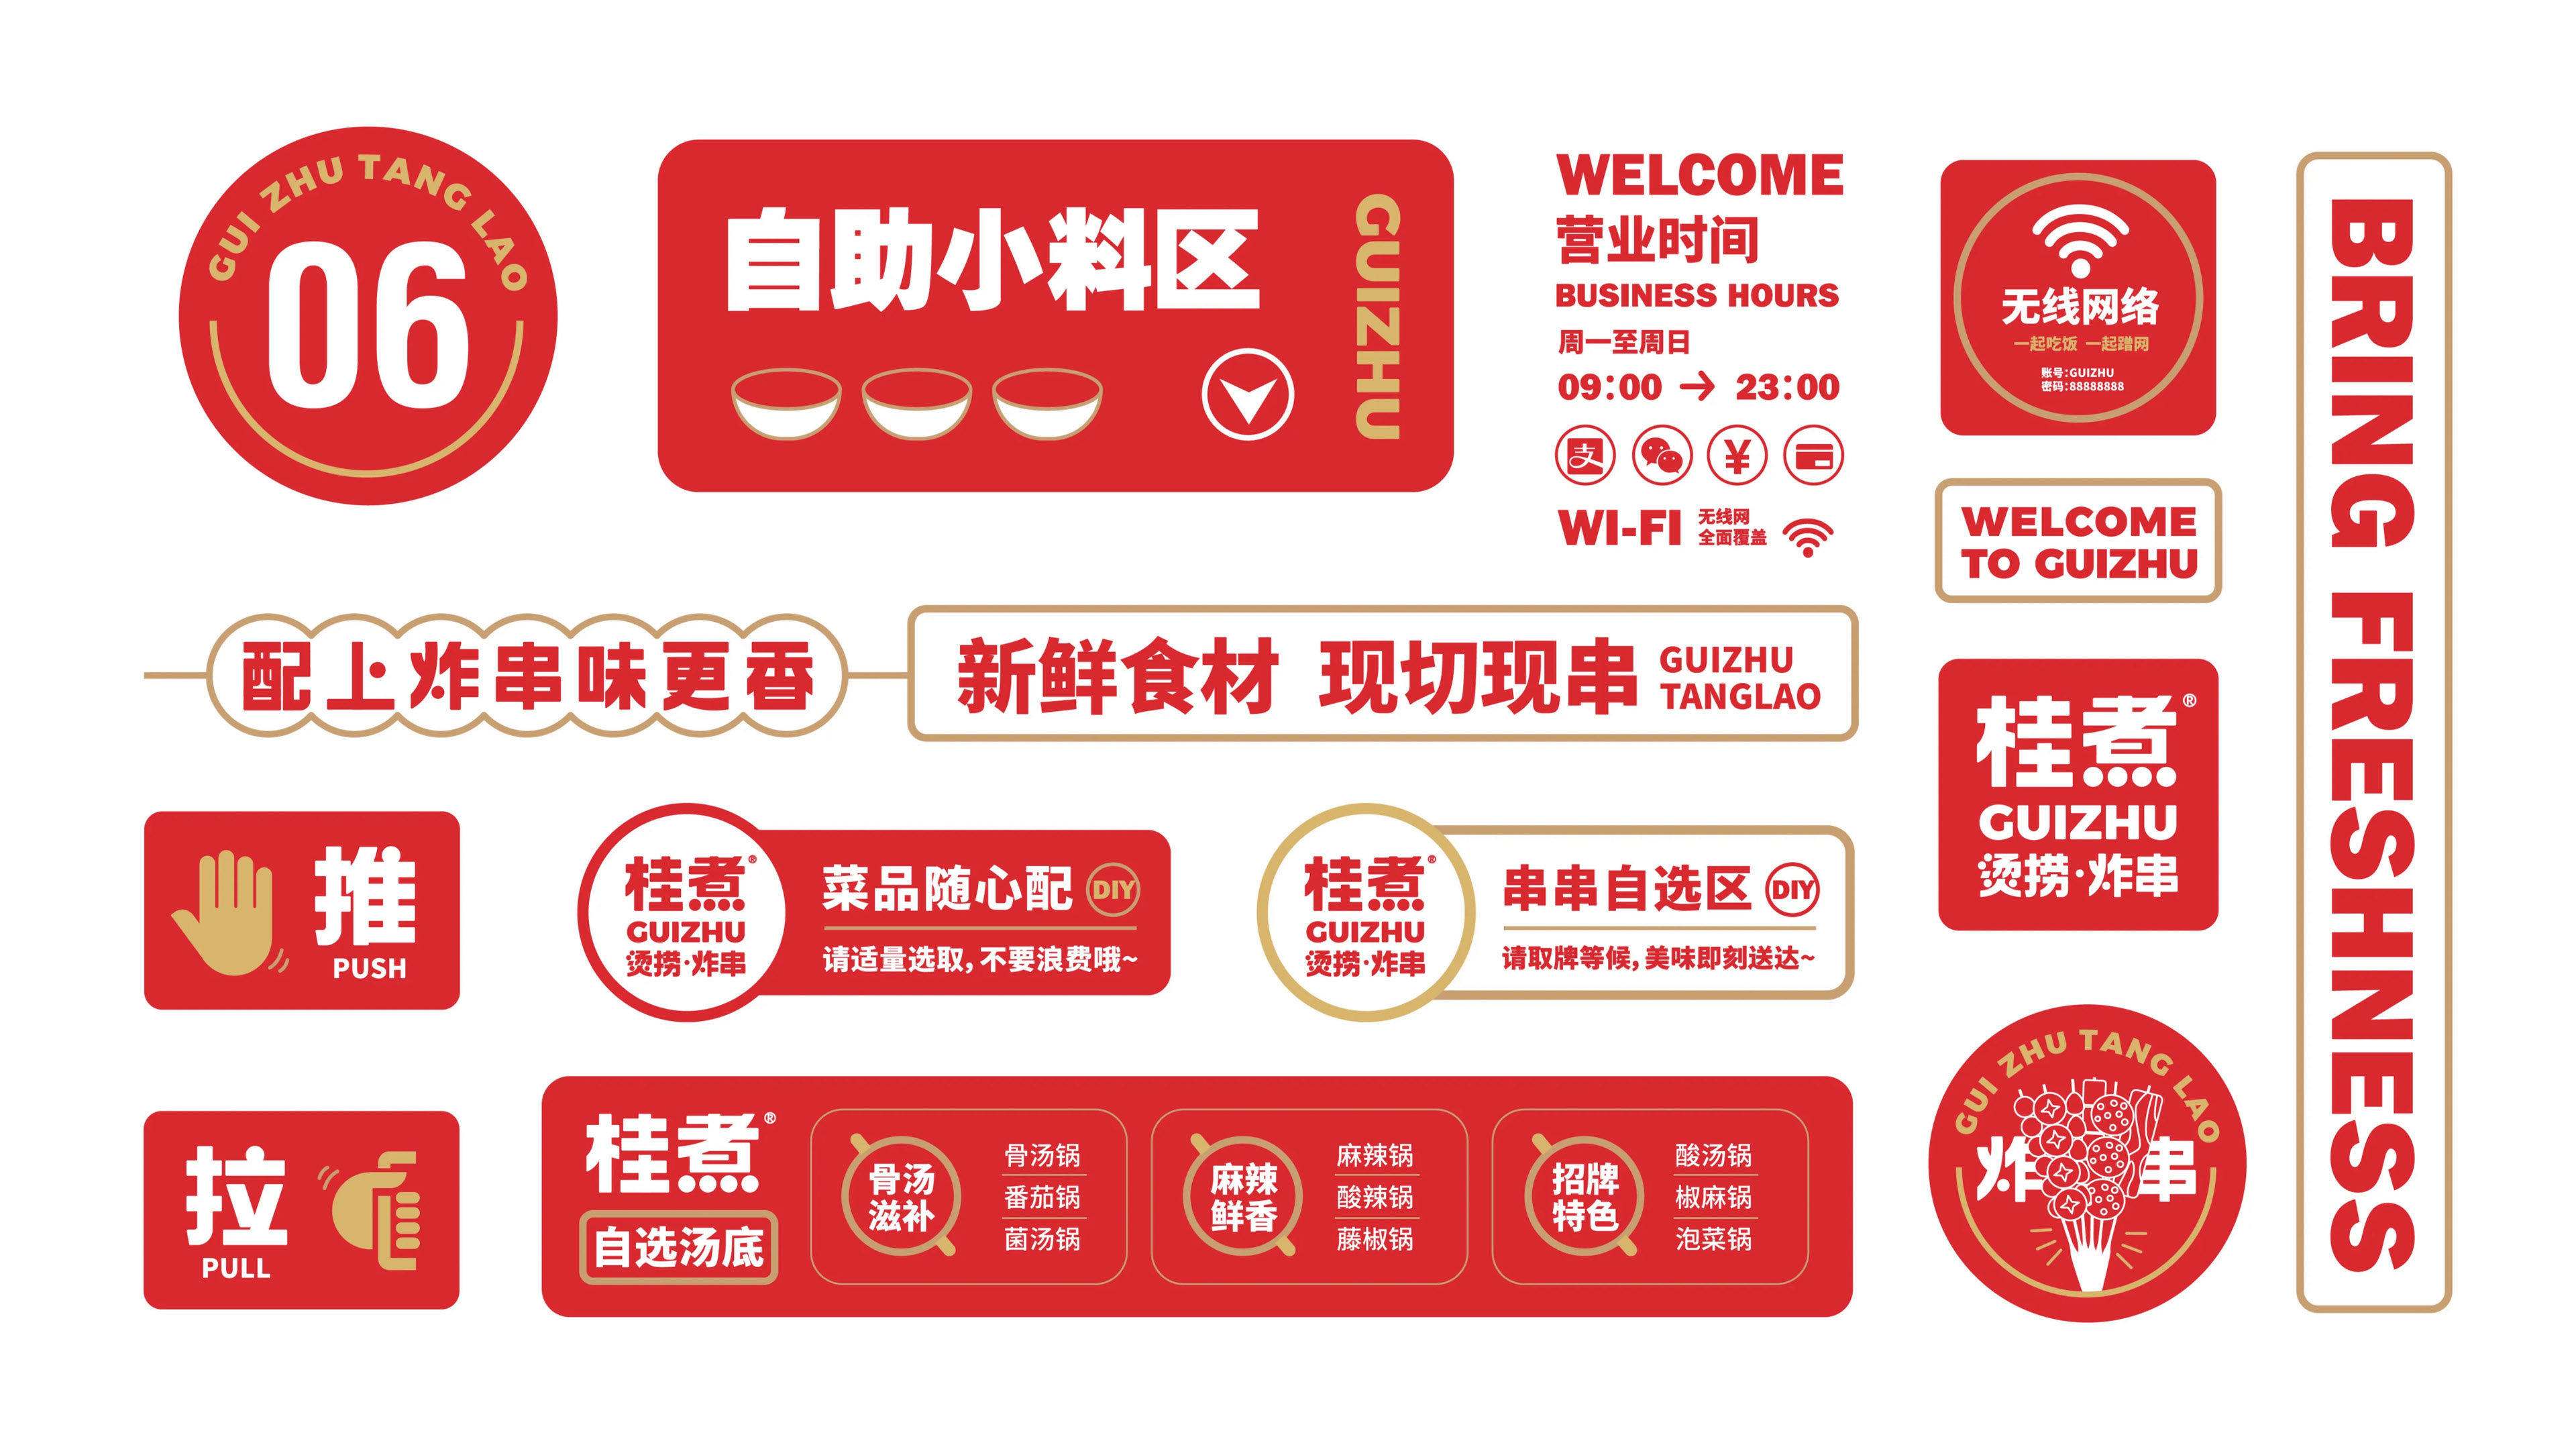 GUI ZHU TANG LAO
06
自助小料区
GUIZHU
WELCOME
营业时间
BUSINESS HOURS
周一至周日
09:00 → 23:00
支
¥
WI-FI
无线网
全面覆盖
无线网络
一起吃饭 一起蹭网
账号:GUIZHU
密码:88888888
WELCOME
TO GUIZHU
BRING FRESHNESS
配上炸串味更香
新鲜食材 现切现串
GUIZHU
TANGLAO
桂煮®
GUIZHU
烫捞·炸串
推
PUSH
桂煮®
GUIZHU
烫捞·炸串
菜品随心配 DIY
请适量选取,不要浪费哦~
桂煮®
GUIZHU
烫捞·炸串
串串自选区 DIY
请取牌等候,美味即刻送达~
拉
PULL
桂煮®
自选汤底
骨汤
滋补
骨汤锅
番茄锅
菌汤锅
麻辣
鲜香
麻辣锅
酸辣锅
藤椒锅
招牌
特色
酸汤锅
椒麻锅
泡菜锅
GUI ZHU TANG LAO
炸串